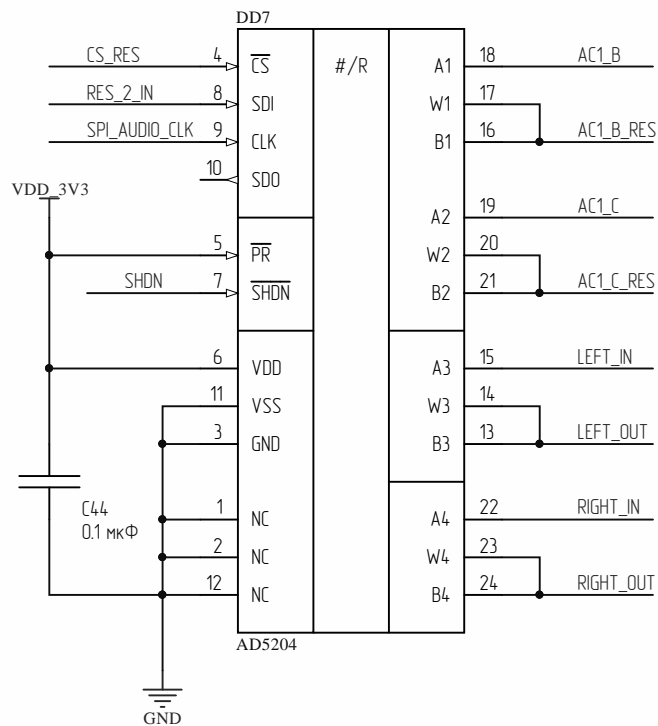 DD7
CS_RES 4 CS #/R A1 18 AC1_B
RES_2_IN 8 SDI W1 17
SPI_AUDIO_CLK 9 CLK B1 16 AC1_B_RES
10 SDO
VDD_3V3
A2 19 AC1_C
5 PR W2 20
SHDN 7 SHDN B2 21 AC1_C_RES
6 VDD A3 15 LEFT_IN
11 VSS W3 14
3 GND B3 13 LEFT_OUT
C44
0.1 мкФ
1 NC A4 22 RIGHT_IN
2 NC W4 23
12 NC B4 24 RIGHT_OUT
AD5204
GND